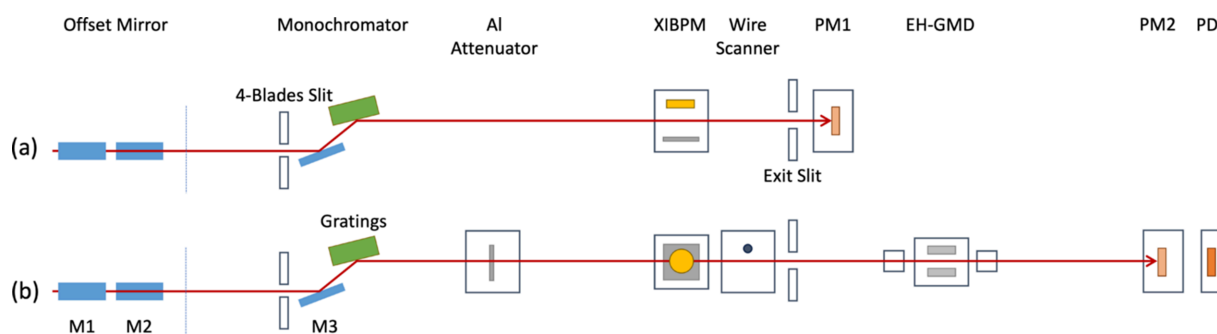 Offset Mirror
Monochromator
Al
Attenuator
XIBPM
Wire
Scanner
PM1
EH-GMD
PM2
PD
4-Blades Slit
(a)
Exit Slit
Gratings
(b)
M1
M2
M3